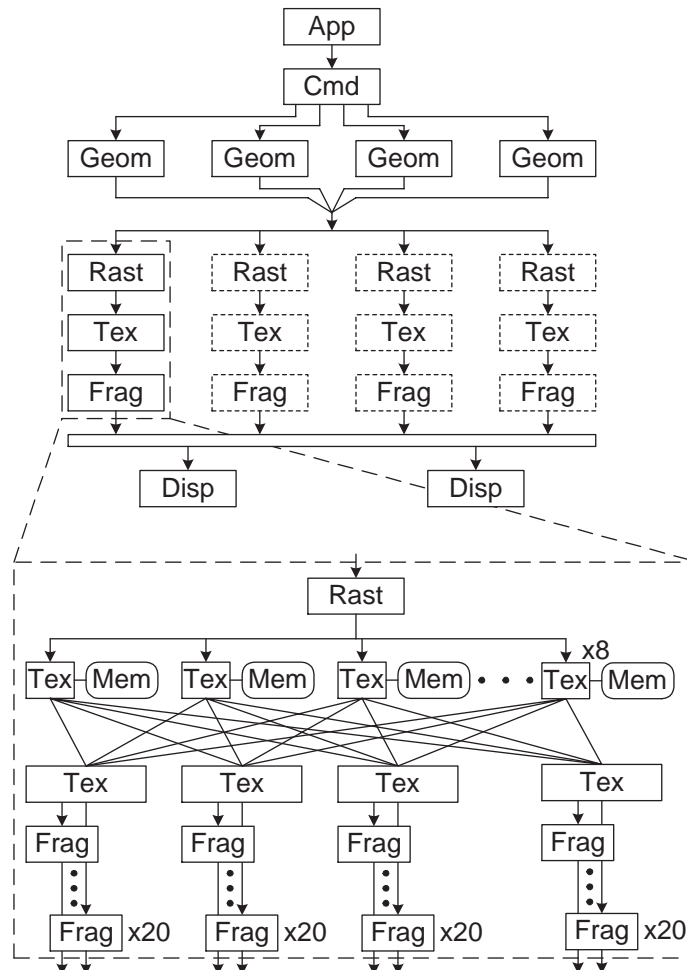 App
Cmd
Geom Geom Geom Geom
Rast Rast Rast Rast
Tex Tex Tex Tex
Frag Frag Frag Frag
Disp Disp
Rast
x8
Tex Mem Tex Mem Tex Mem Tex Mem
Tex Tex Tex Tex
Frag Frag Frag Frag
Frag x20 Frag x20 Frag x20 Frag x20